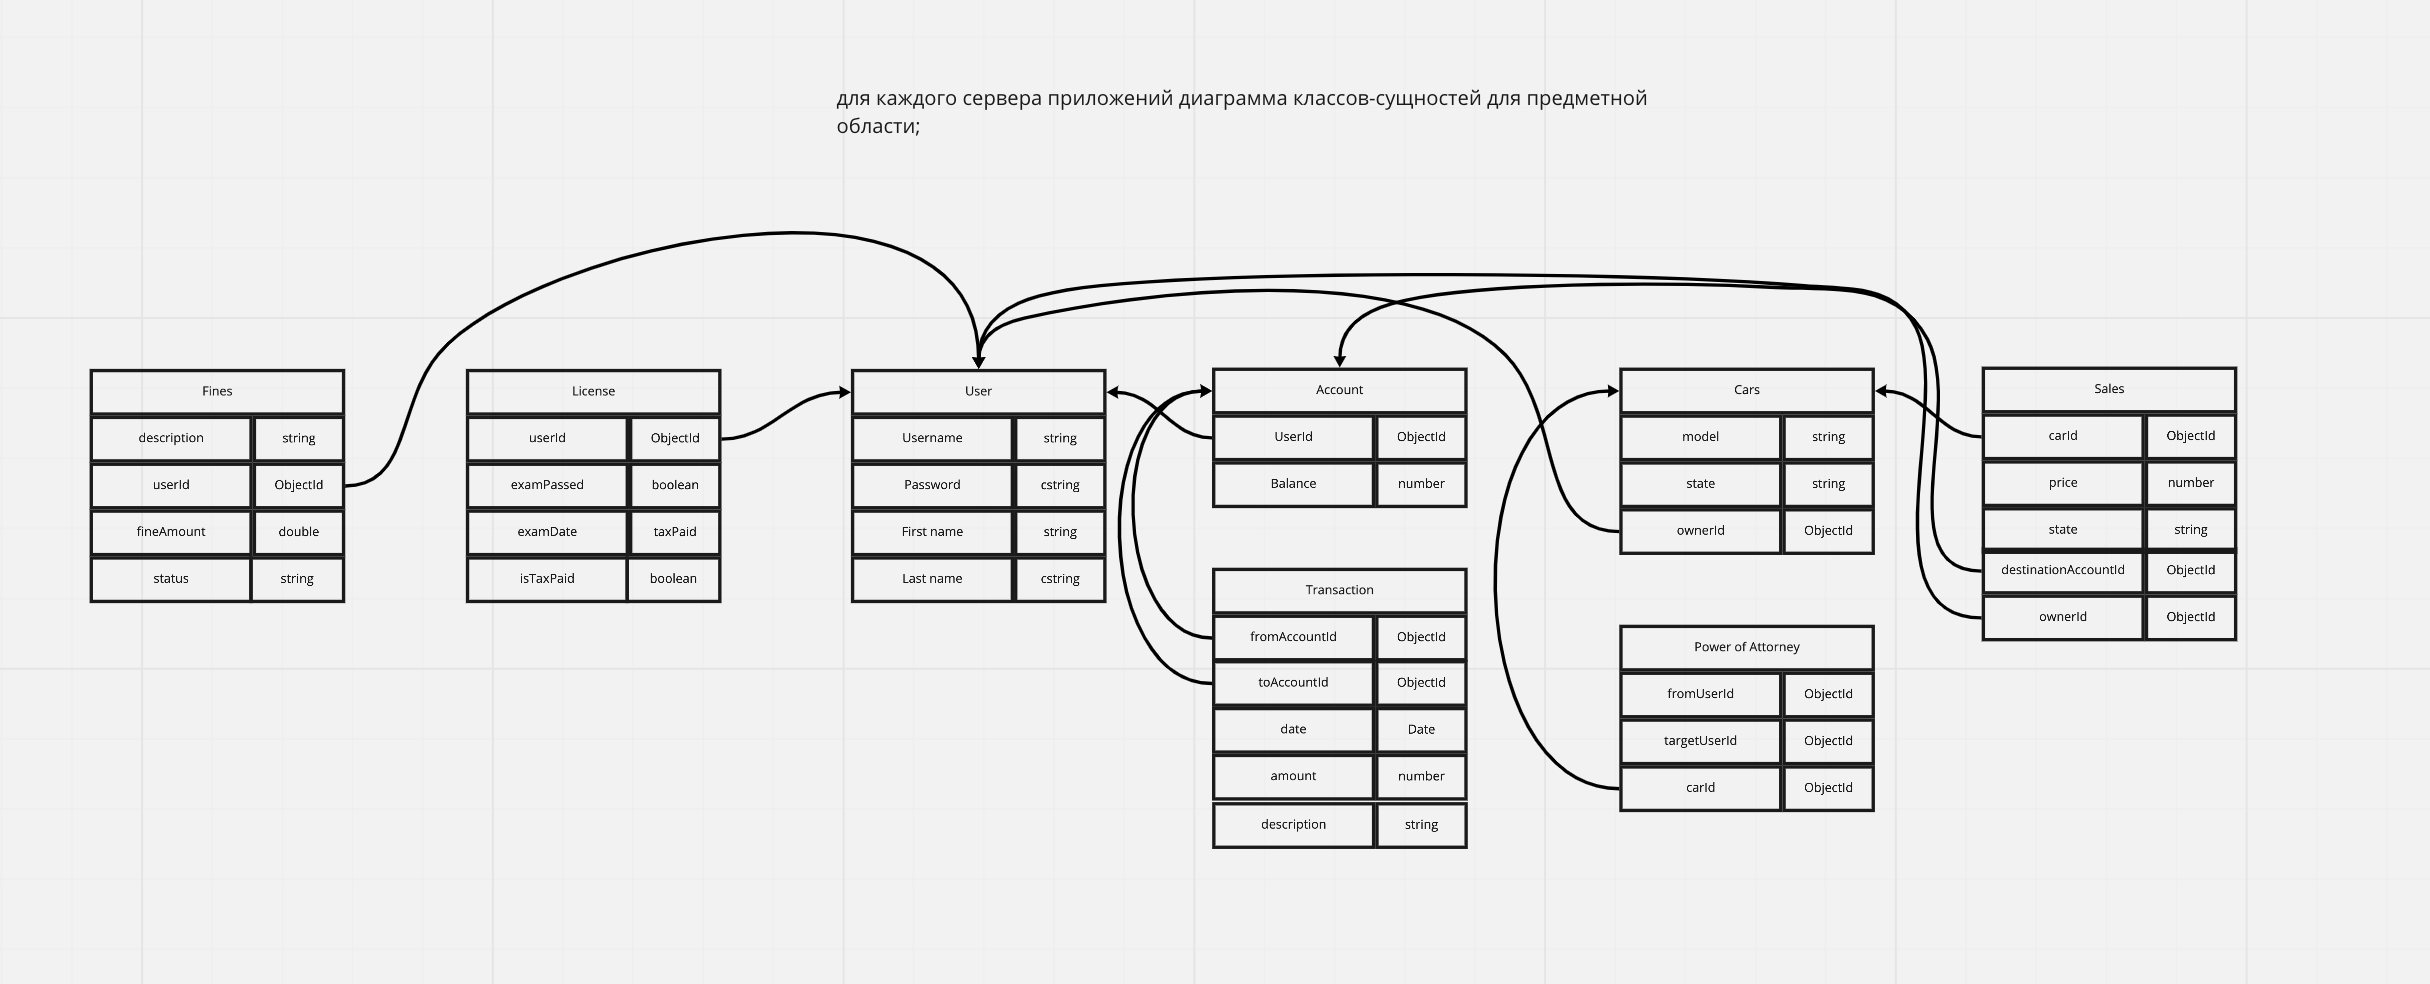 для каждого сервера приложений диаграмма классов-сущностей для предметной
области;
Fines
description string
userId ObjectId
fineAmount double
status string
License
userId ObjectId
examPassed boolean
examDate taxPaid
isTaxPaid boolean
User
Username string
Password cstring
First name string
Last name cstring
Account
UserId ObjectId
Balance number
Transaction
fromAccountId ObjectId
toAccountId ObjectId
date Date
amount number
description string
Cars
model string
state string
ownerId ObjectId
Power of Attorney
fromUserId ObjectId
targetUserId ObjectId
carId ObjectId
Sales
carId ObjectId
price number
state string
destinationAccountId ObjectId
ownerId ObjectId